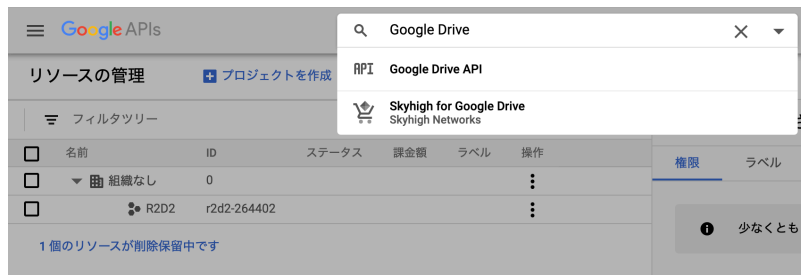 Google APIs
Google Drive
API Google Drive API
Skyhigh for Google Drive
Skyhigh Networks
リソースの管理
プロジェクトを作成
フィルタツリー
名前 ID ステータス 課金額 ラベル 操作
組織なし 0
R2D2 r2d2-264402
1 個のリソースが削除保留中です
権限 ラベル
少なくとも